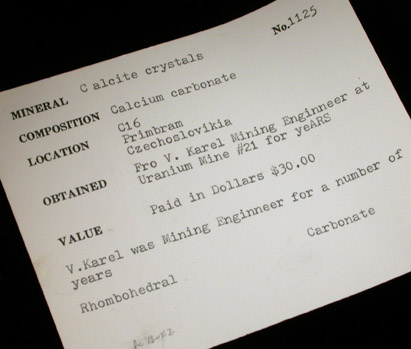 No.1125
MINERAL C alcite crystals
COMPOSITION Calcium carbonate
C16
LOCATION Primbram
Czechoslovikia
OBTAINED Fro V. Karel Mining Enginneer at
Uranium Mine #21 for yeARS
Paid in Dollars $30.00
VALUE
V.Karel was Mining Enginneer for a number of
years
Carbonate
Rhombohedral